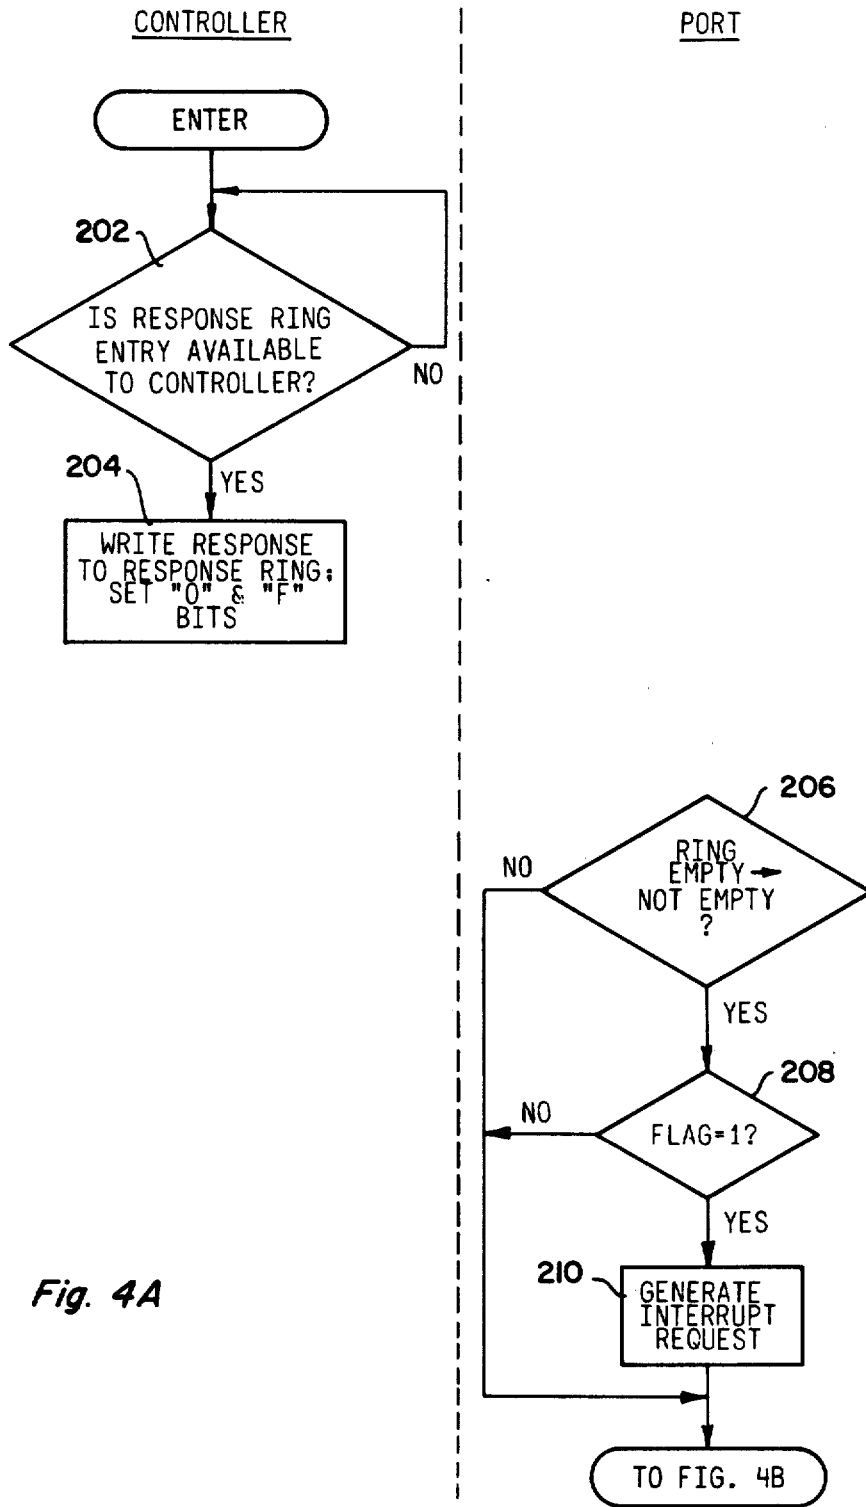 CONTROLLER
PORT
ENTER
202
IS RESPONSE RING
ENTRY AVAILABLE
TO CONTROLLER?
NO
204
YES
WRITE RESPONSE
TO RESPONSE RING;
SET "O" & "F"
BITS
206
RING
EMPTY →
NOT EMPTY
?
NO
YES
208
NO
FLAG=1?
YES
210
GENERATE
INTERRUPT
REQUEST
TO FIG. 4B
Fig. 4A